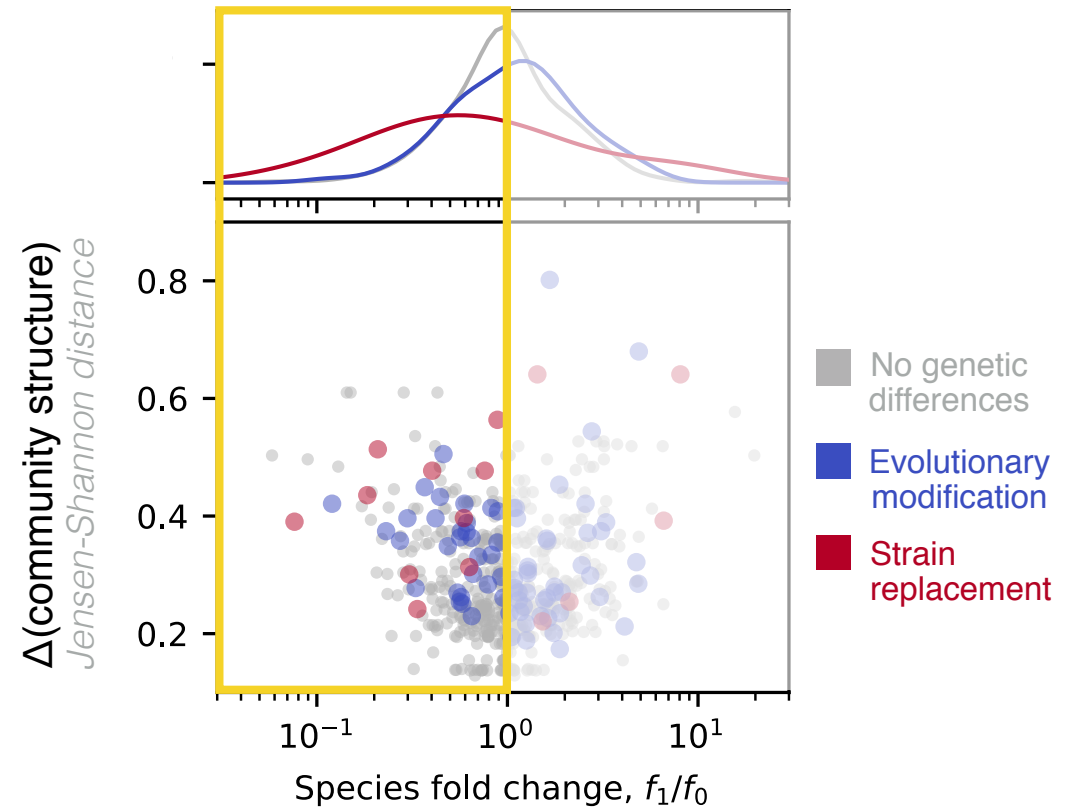 Δ(community structure)
Jensen-Shannon distance
0.8
0.6
0.4
0.2
10⁻¹
10⁰
10¹
Species fold change, f₁/f₀
No genetic
differences
Evolutionary
modification
Strain
replacement